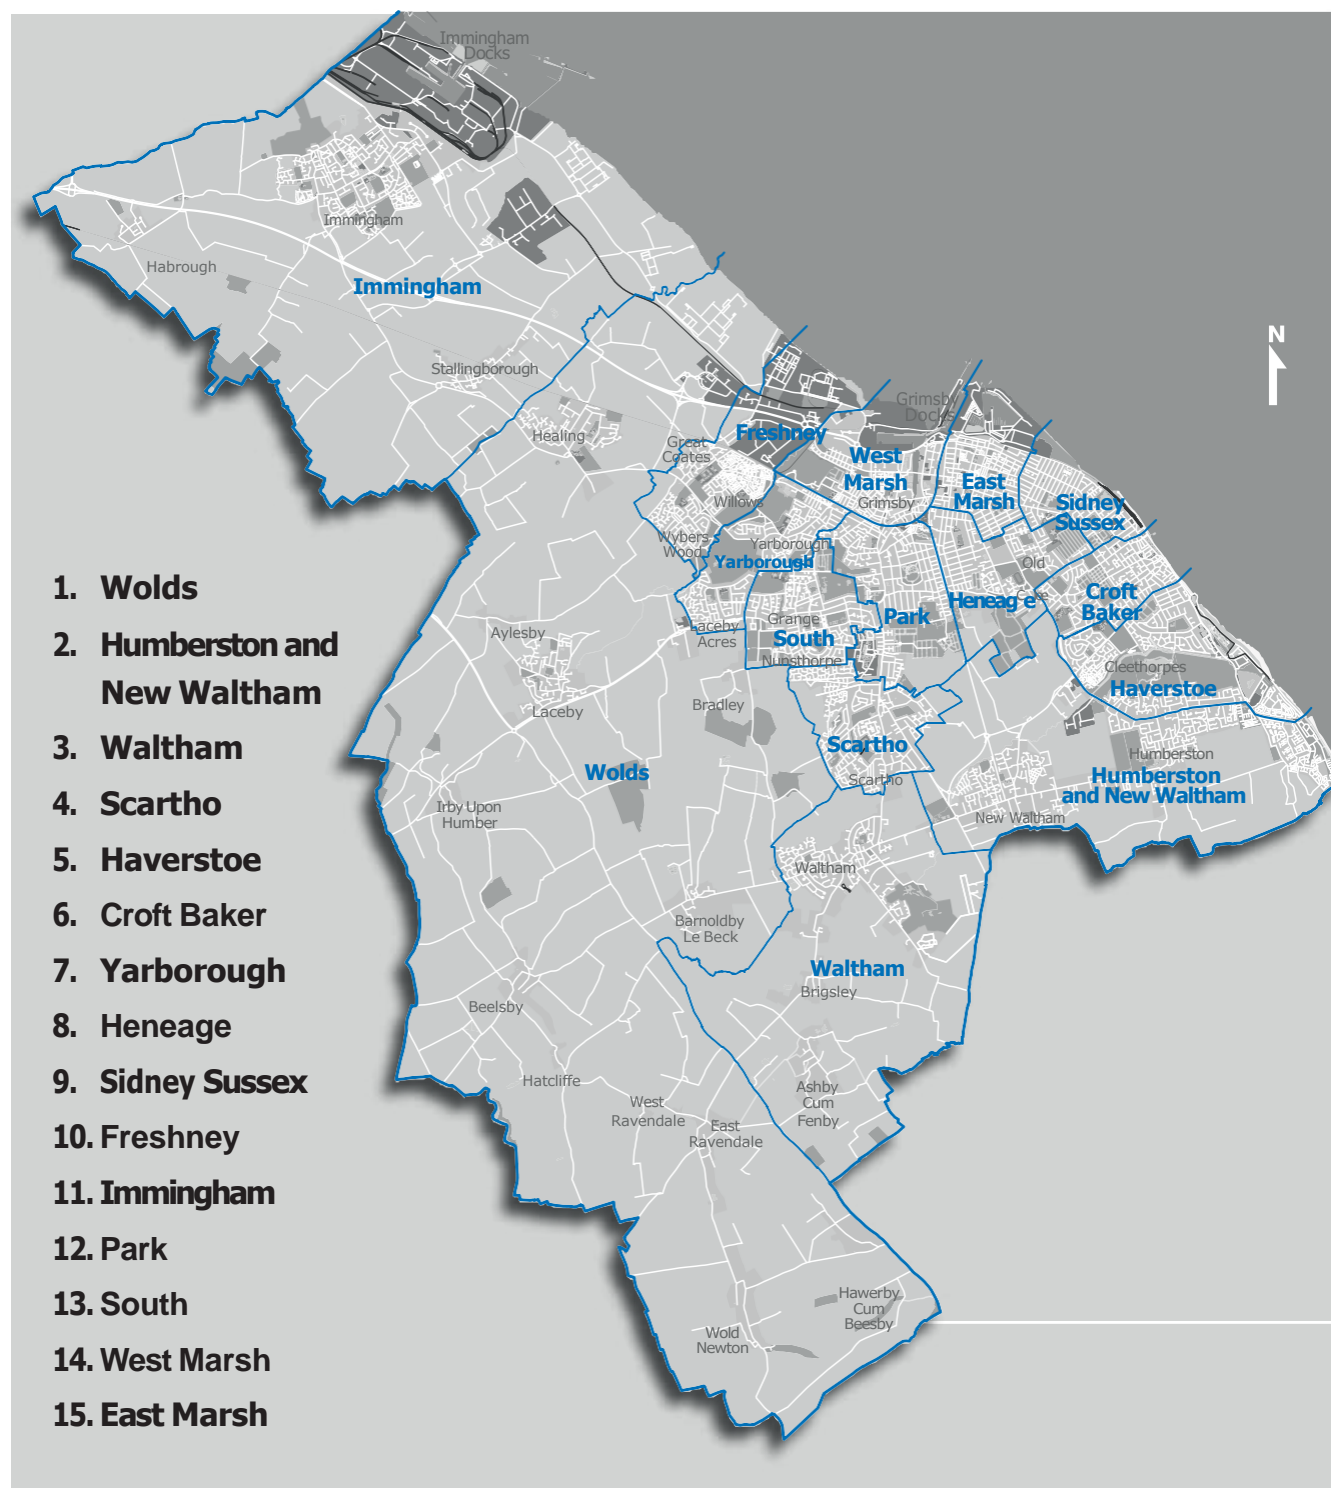 Immingham
Docks
Immingham
Habrough
Immingham
N
Stallingborough
Grimsby
Docks
Healing
Great
Coates
Freshney
West
Marsh
East
Marsh
Willows
Grimsby
Sidney
Sussex
Wybers
Wood
Yarborough
Yarborough
Old
Clee
Heneag e
Croft
Baker
Laceby
Acres
Grange
South
Park
Nunsthorpe
Aylesby
Cleethorpes
Haverstoe
Laceby
Bradley
Scartho
Scartho
Wolds
Humberston
Humberston
and New Waltham
Irby Upon
Humber
New Waltham
Waltham
Barnoldby
Le Beck
Waltham
Brigsley
Beelsby
Hatcliffe
Ashby
Cum
Fenby
West
Ravendale
East
Ravendale
Hawerby
Cum
Beesby
Wold
Newton
1. Wolds
2. Humberston and
New Waltham
3. Waltham
4. Scartho
5. Haverstoe
6. Croft Baker
7. Yarborough
8. Heneage
9. Sidney Sussex
10. Freshney
11. Immingham
12. Park
13. South
14. West Marsh
15. East Marsh